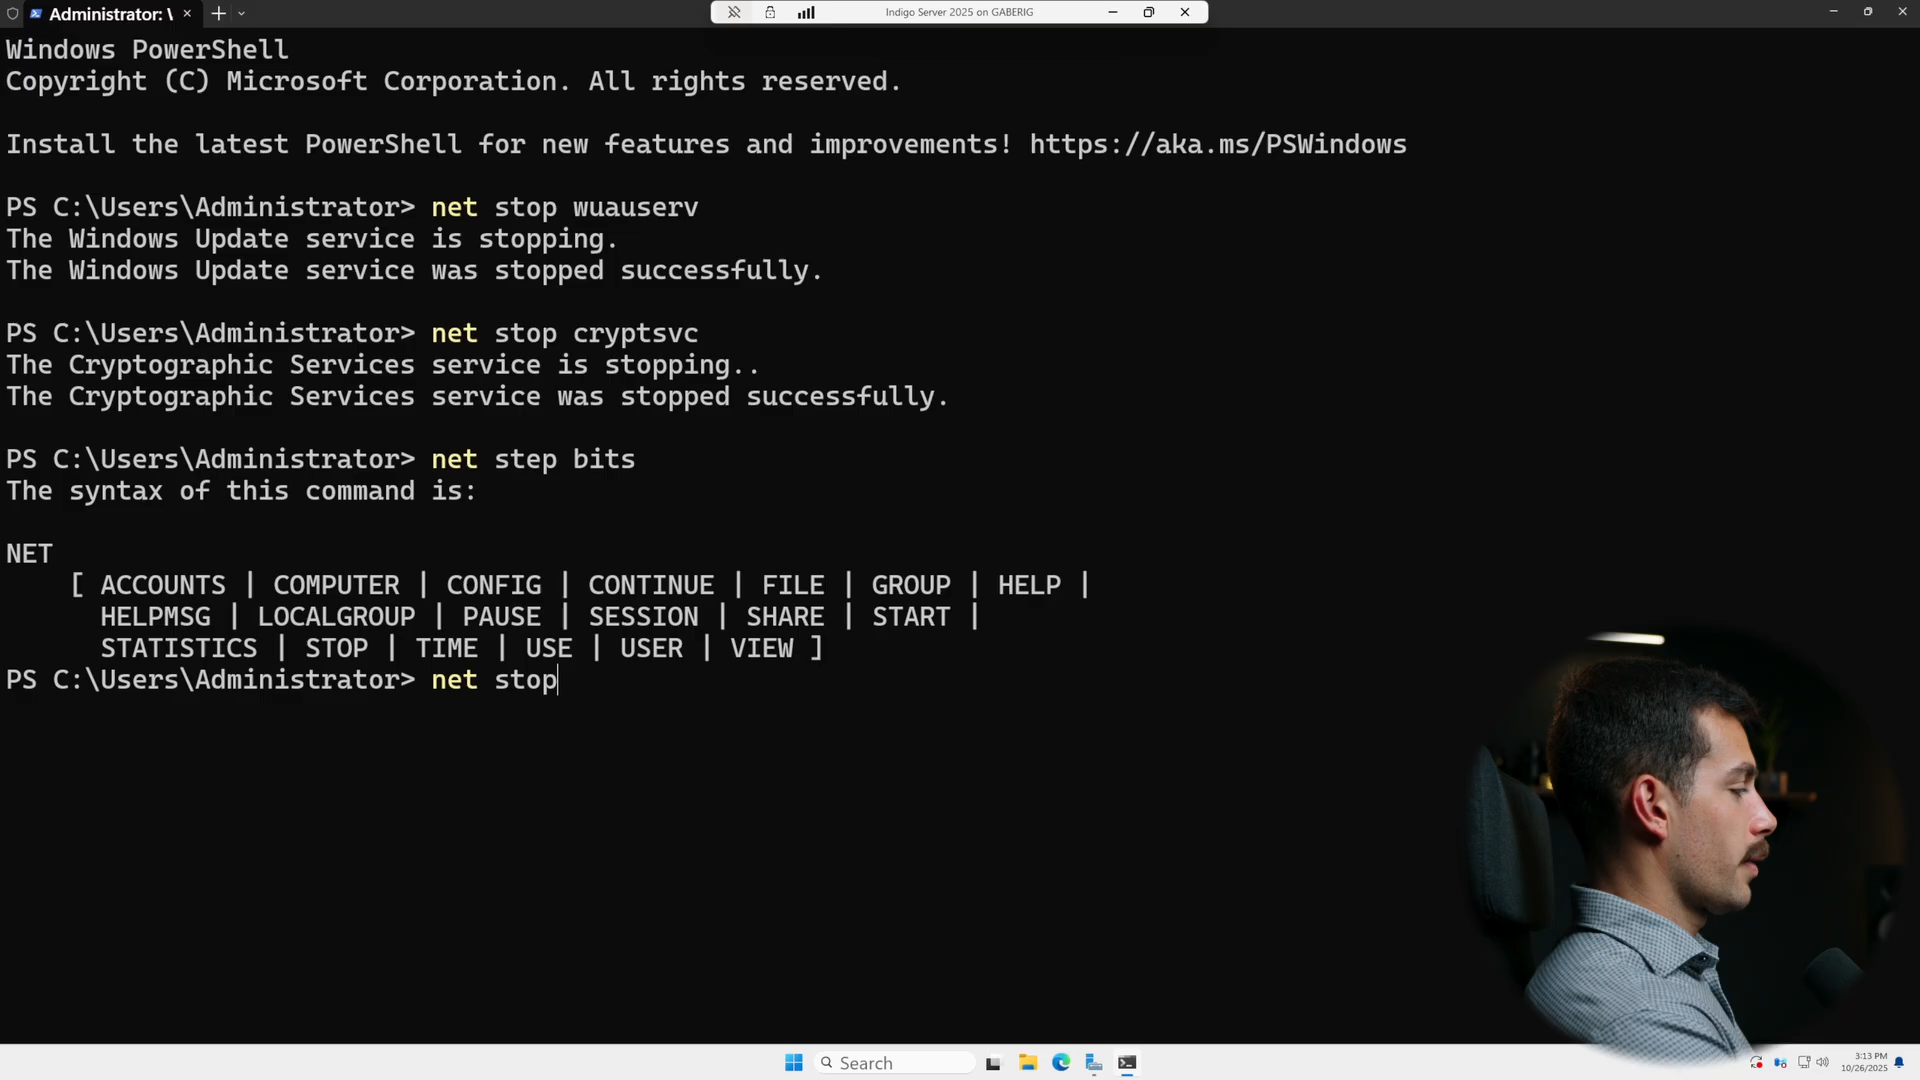 Administrator: \
Indigo Server 2025 on GABERIG
Windows PowerShell
Copyright (C) Microsoft Corporation. All rights reserved.
Install the latest PowerShell for new features and improvements! https://aka.ms/PSWindows
PS C:\Users\Administrator> net stop wuauserv
The Windows Update service is stopping.
The Windows Update service was stopped successfully.
PS C:\Users\Administrator> net stop cryptsvc
The Cryptographic Services service is stopping..
The Cryptographic Services service was stopped successfully.
PS C:\Users\Administrator> net step bits
The syntax of this command is:
NET
[ ACCOUNTS | COMPUTER | CONFIG | CONTINUE | FILE | GROUP | HELP |
HELPMSG | LOCALGROUP | PAUSE | SESSION | SHARE | START |
STATISTICS | STOP | TIME | USE | USER | VIEW ]
PS C:\Users\Administrator> net stop
Search
3:13 PM
10/26/2025